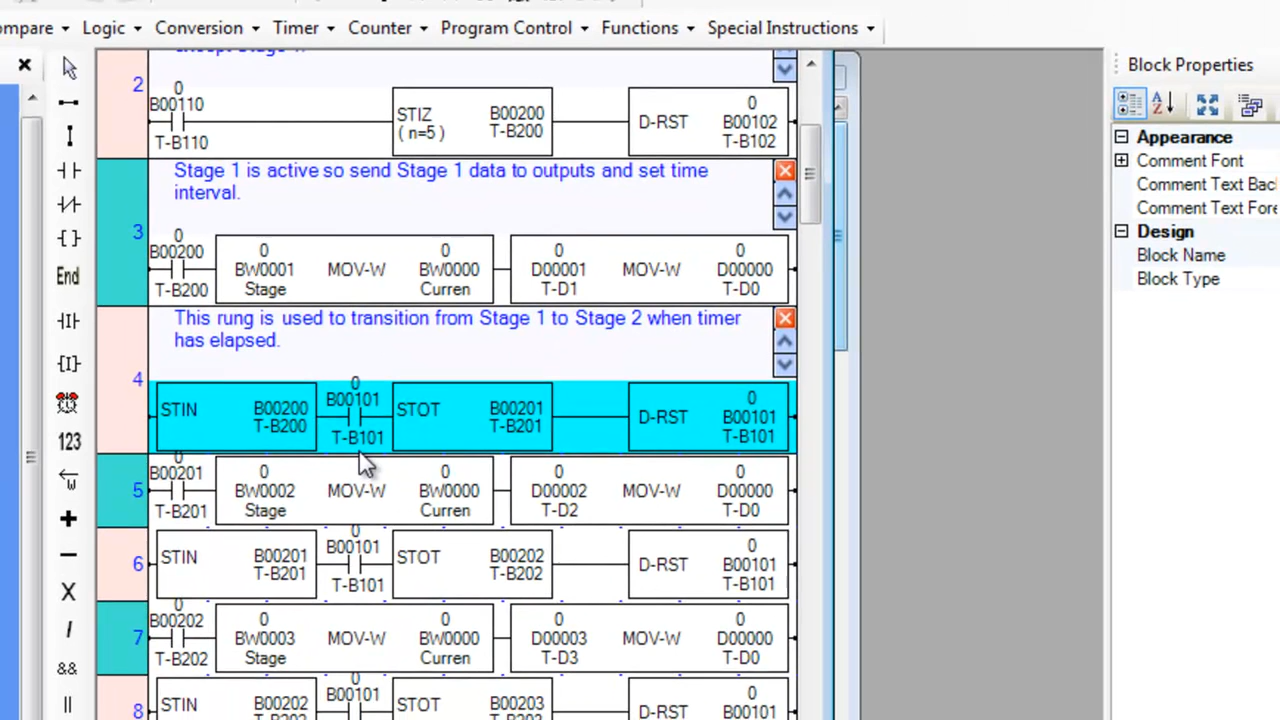 Logic Conversion Timer Counter Program Control Functions Special Instructions
Block Properties
Appearance
Comment Font
Design
Block Name
Block Type
End
123
X
/
&&
||
2
0
B00110
T-B110
STIZ B00200
(n=5) T-B200
D-RST
0
B00102
T-B102
Stage 1 is active so send Stage 1 data to outputs and set time
interval.
3
0
B00200
T-B200
0 0
BW0001 MOV-W BW0000
Stage Curren
0 0
D00001 MOV-W D00000
T-D1 T-D0
This rung is used to transition from Stage 1 to Stage 2 when timer
has elapsed.
4
STIN B00200
T-B200
0
B00101
T-B101
STOT B00201
T-B201
D-RST
0
B00101
T-B101
5
0
B00201
T-B201
0 0
BW0002 MOV-W BW0000
Stage Curren
0 0
D00002 MOV-W D00000
T-D2 T-D0
6
STIN B00201
T-B201
0
B00101
T-B101
STOT B00202
T-B202
D-RST
0
B00101
T-B101
7
0
B00202
T-B202
0 0
BW0003 MOV-W BW0000
Stage Curren
0 0
D00003 MOV-W D00000
T-D3 T-D0
8
STIN B00202
0
B00101
STOT B00203
D-RST
0
B00101